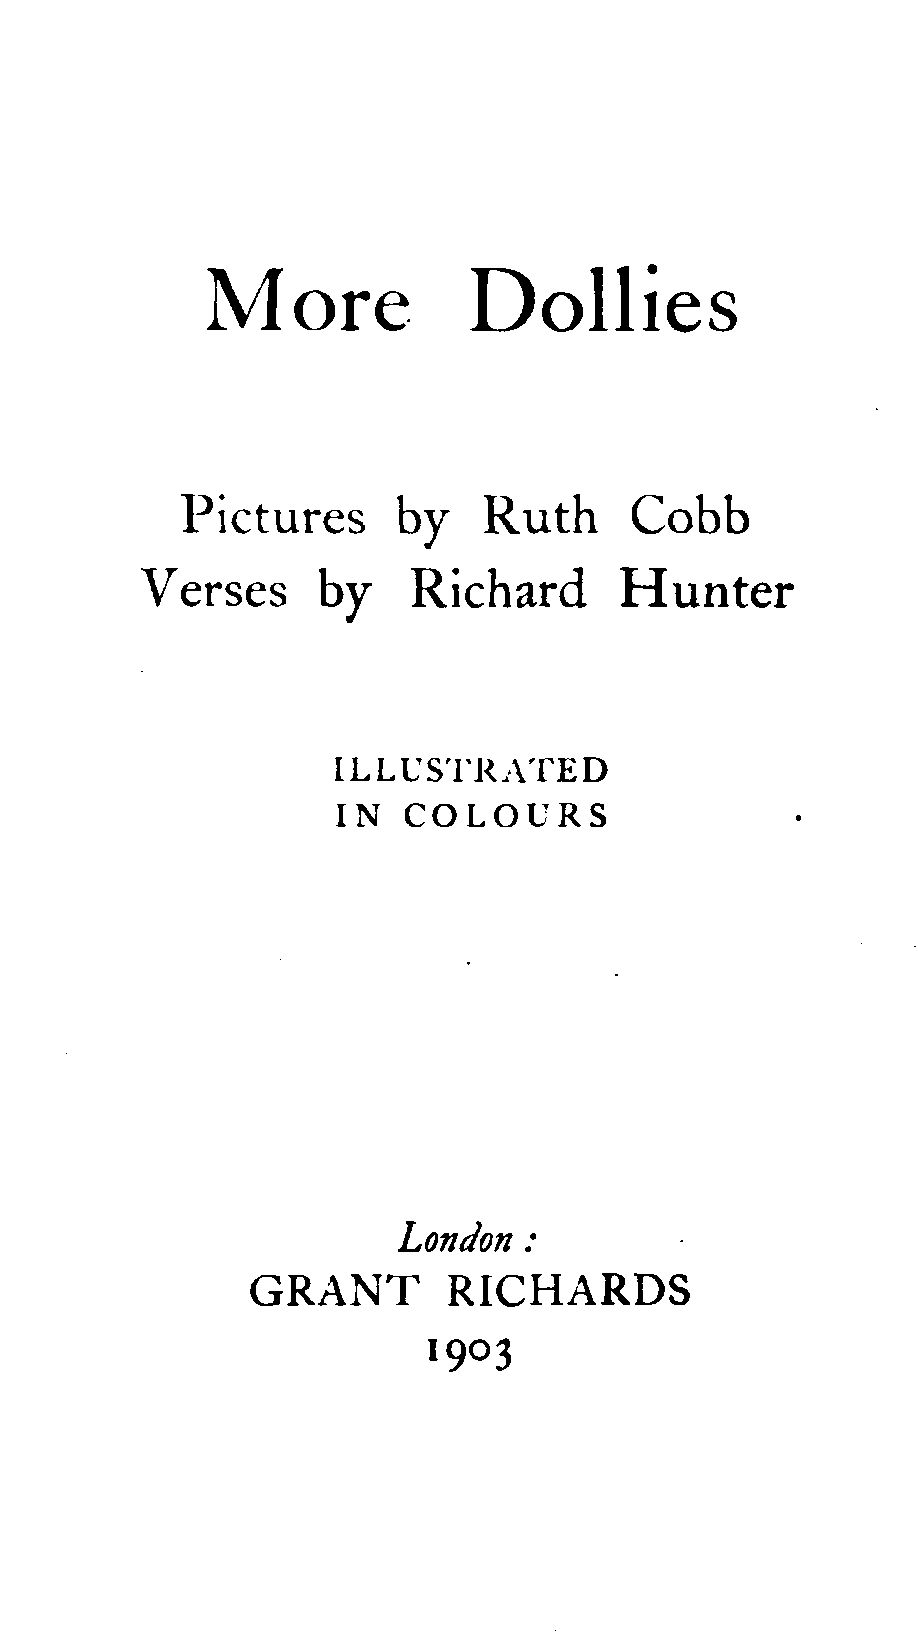 More Dollies
Pictures by Ruth Cobb
Verses by Richard Hunter
ILLUSTRATED
IN COLOURS
London :
GRANT RICHARDS
1903